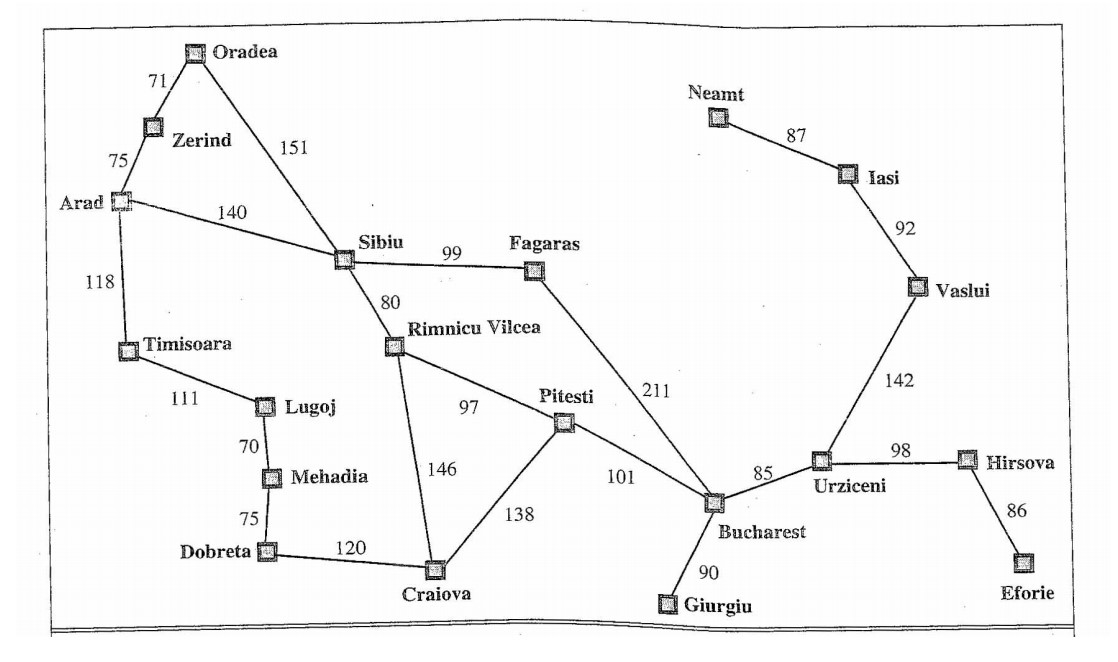 Oradea
71
Neamt
Zerind
87
75
151
Iasi
Arad
140
92
Sibiu
Fagaras
99
118
80
Vaslui
Rimnicu Vilcea
Timisoara
142
211
Pitesti
111
Lugoj
97
70
98
Hirsova
146
101
85
Mehadia
Urziceni
86
75
138
Bucharest
Dobreta
120
90
Craiova
Eforie
Giurgiu